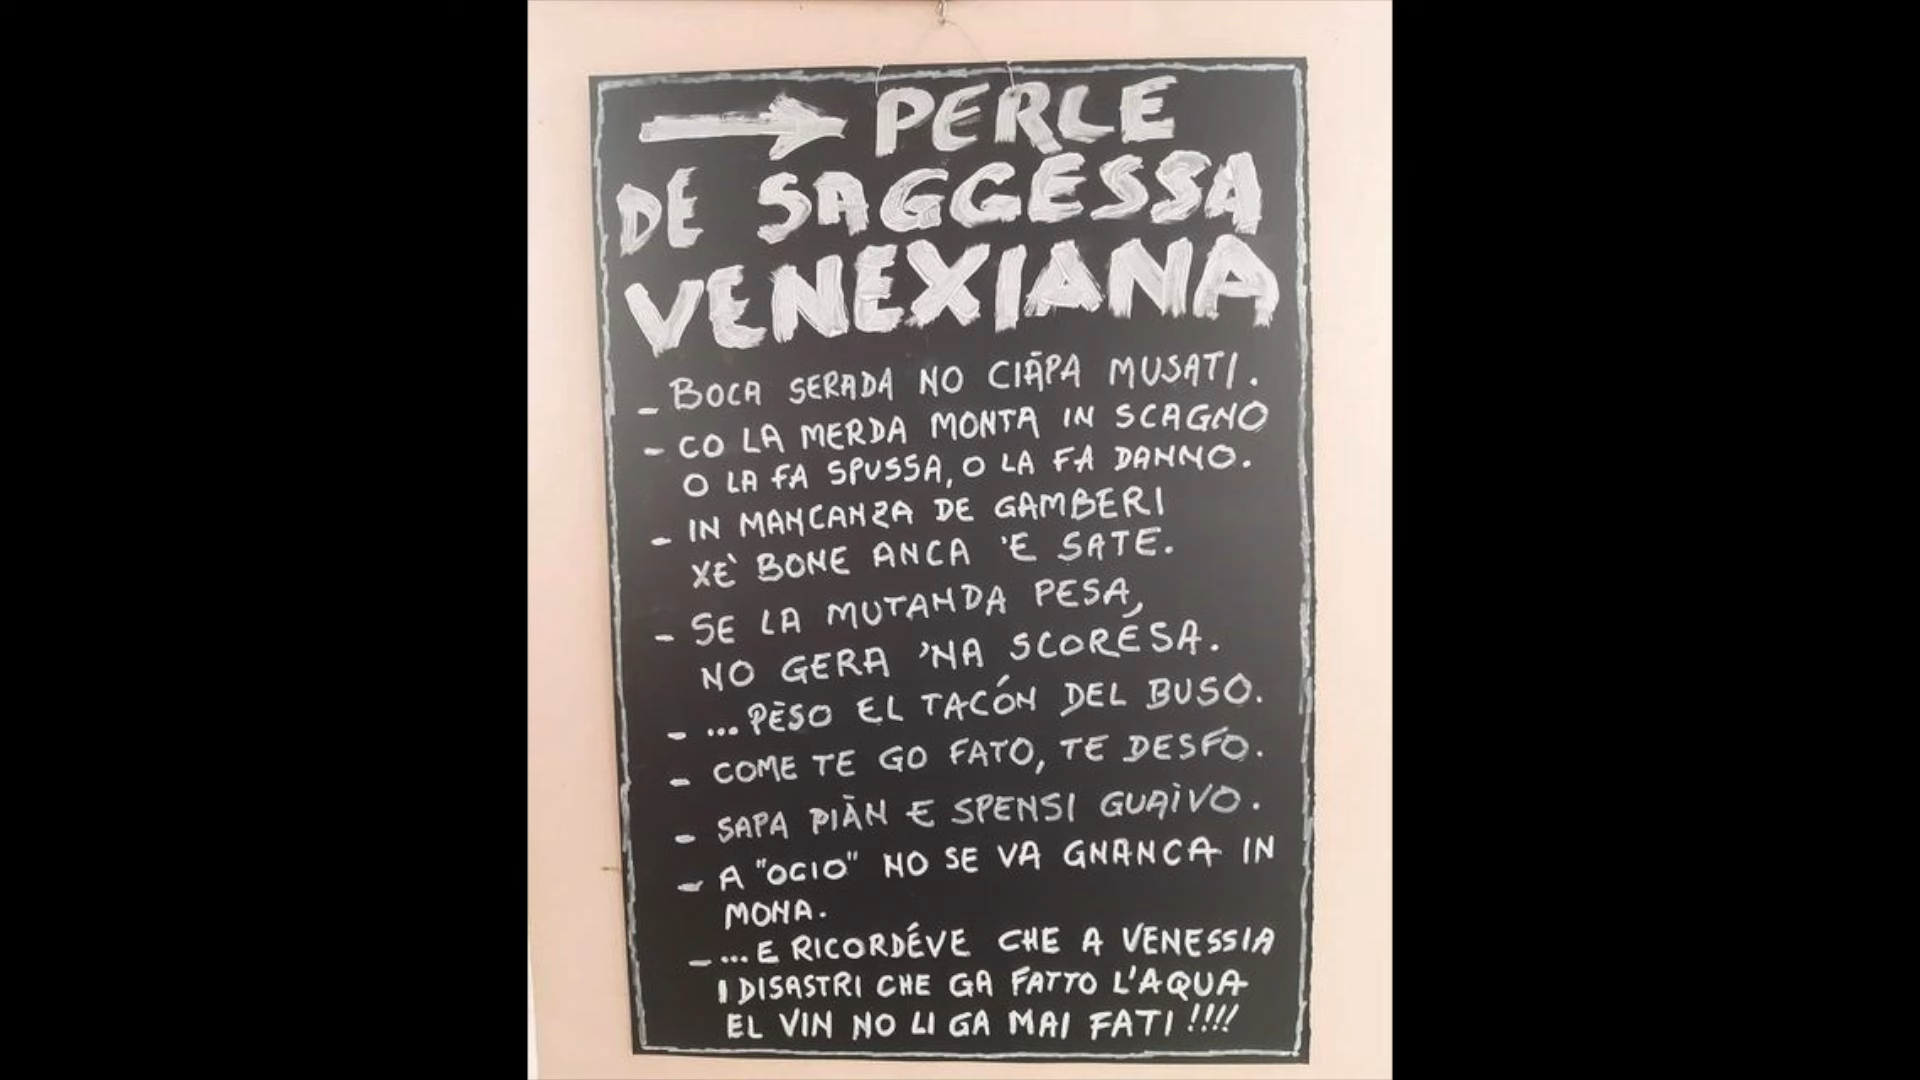 PERLE
DE SAGGESSA
VENEXIANA
- BOCA SERADA NO CIÃPA MUSATI.
- CO LA MERDA MONTA IN SCAGNO
O LA FA SPUSSA, O LA FA DANNO.
- IN MANCANZA DE GAMBERI
XE' BONE ANCA 'E SATE.
- SE LA MUTANDA PESA,
NO GERA 'NA SCORÉSA.
- ... PÈSO EL TACÓN DEL BUSO.
- COME TE GO FATO, TE DESFO.
- SAPA PIÀN E SPENSI GUAÌVO.
- A "OCIO" NO SE VA GNANCA IN
MONA.
- ... E RICORDÉVE CHE A VENESSIA
I DISASTRI CHE GA FATTO L'AQUA
EL VIN NO LI GA MAI FATI!!!!